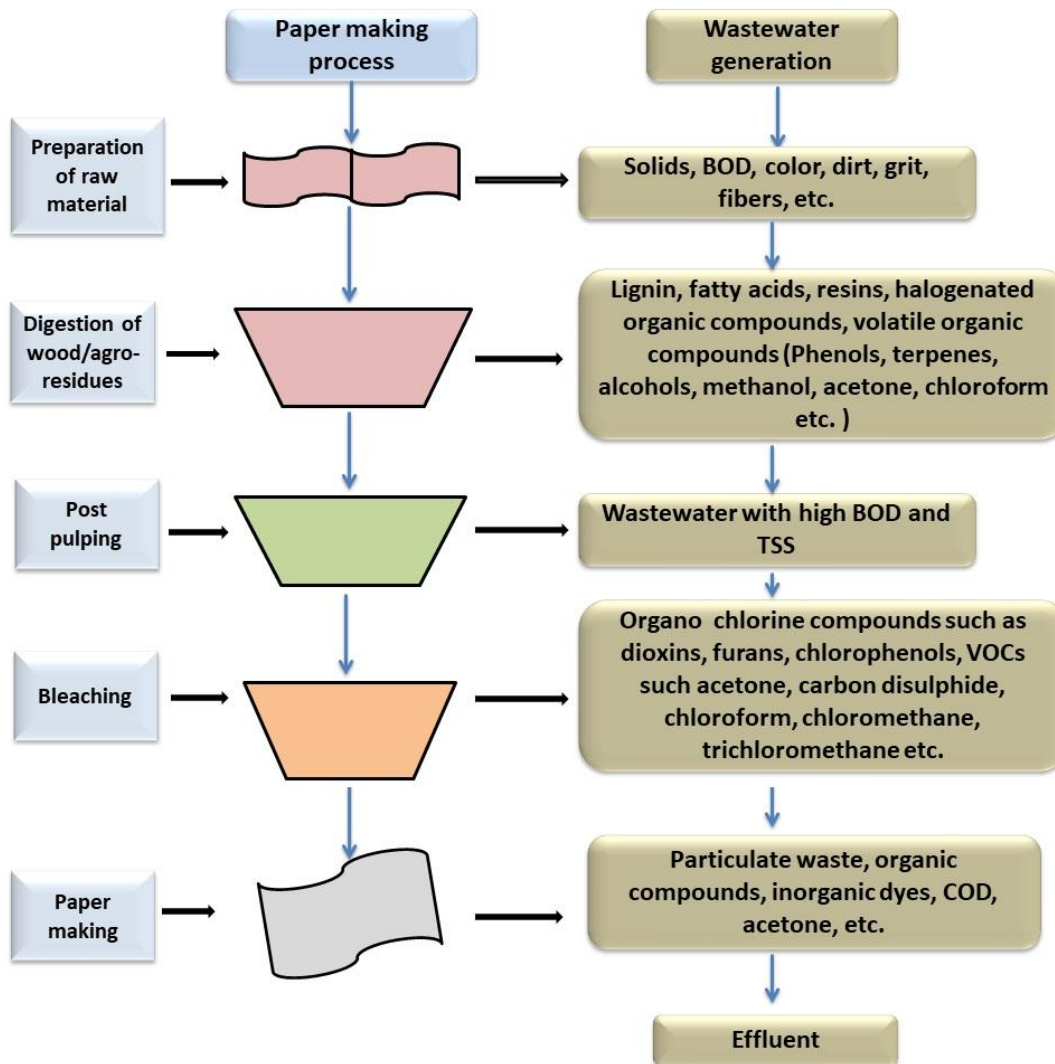 Paper making
process
Wastewater
generation
Preparation
of raw
material
Solids, BOD, color, dirt, grit,
fibers, etc.
Digestion of
wood/agro-
residues
Lignin, fatty acids, resins, halogenated
organic compounds, volatile organic
compounds (Phenols, terpenes,
alcohols, methanol, acetone, chloroform
etc. )
Post
pulping
Wastewater with high BOD and
TSS
Bleaching
Organo chlorine compounds such as
dioxins, furans, chlorophenols, VOCs
such acetone, carbon disulphide,
chloroform, chloromethane,
trichloromethane etc.
Paper
making
Particulate waste, organic
compounds, inorganic dyes, COD,
acetone, etc.
Effluent